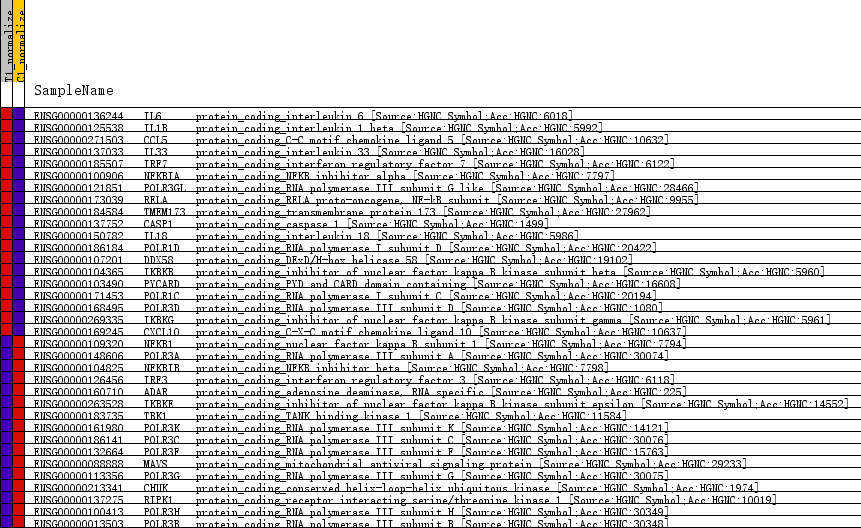 T1_normalize
C1_normalize
SampleName
ENSG00000136244 IL6 protein_coding_interleukin 6 [Source:HGNC Symbol;Acc:HGNC:6018]
ENSG00000125538 IL1B protein_coding_interleukin 1 beta [Source:HGNC Symbol;Acc:HGNC:5992]
ENSG00000271503 CCL5 protein_coding_C-C motif chemokine ligand 5 [Source:HGNC Symbol;Acc:HGNC:10632]
ENSG00000137033 IL33 protein_coding_interleukin 33 [Source:HGNC Symbol;Acc:HGNC:16028]
ENSG00000185507 IRF7 protein_coding_interferon regulatory factor 7 [Source:HGNC Symbol;Acc:HGNC:6122]
ENSG00000100906 NFKBIA protein_coding_NFKB inhibitor alpha [Source:HGNC Symbol;Acc:HGNC:7797]
ENSG00000121851 POLR3GL protein_coding_RNA polymerase III subunit G like [Source:HGNC Symbol;Acc:HGNC:28466]
ENSG00000173039 RELA protein_coding_RELA proto-oncogene, NF-kB subunit [Source:HGNC Symbol;Acc:HGNC:9955]
ENSG00000184584 TMEM173 protein_coding_transmembrane protein 173 [Source:HGNC Symbol;Acc:HGNC:27962]
ENSG00000137752 CASP1 protein_coding_caspase 1 [Source:HGNC Symbol;Acc:HGNC:1499]
ENSG00000150782 IL18 protein_coding_interleukin 18 [Source:HGNC Symbol;Acc:HGNC:5986]
ENSG00000186184 POLR1D protein_coding_RNA polymerase I subunit D [Source:HGNC Symbol;Acc:HGNC:20422]
ENSG00000107201 DDX58 protein_coding_DExD/H-box helicase 58 [Source:HGNC Symbol;Acc:HGNC:19102]
ENSG00000104365 IKBKB protein_coding_inhibitor of nuclear factor kappa B kinase subunit beta [Source:HGNC Symbol;Acc:HGNC:5960]
ENSG00000103490 PYCARD protein_coding_PYD and CARD domain containing [Source:HGNC Symbol;Acc:HGNC:16608]
ENSG00000171453 POLR1C protein_coding_RNA polymerase I subunit C [Source:HGNC Symbol;Acc:HGNC:20194]
ENSG00000168495 POLR3D protein_coding_RNA polymerase III subunit D [Source:HGNC Symbol;Acc:HGNC:1080]
ENSG00000269335 IKBKG protein_coding_inhibitor of nuclear factor kappa B kinase subunit gamma [Source:HGNC Symbol;Acc:HGNC:5961]
ENSG00000169245 CXCL10 protein_coding_C-X-C motif chemokine ligand 10 [Source:HGNC Symbol;Acc:HGNC:10637]
ENSG00000109320 NFKB1 protein_coding_nuclear factor kappa B subunit 1 [Source:HGNC Symbol;Acc:HGNC:7794]
ENSG00000148606 POLR3A protein_coding_RNA polymerase III subunit A [Source:HGNC Symbol;Acc:HGNC:30074]
ENSG00000104825 NFKBIB protein_coding_NFKB inhibitor beta [Source:HGNC Symbol;Acc:HGNC:7798]
ENSG00000126456 IRF3 protein_coding_interferon regulatory factor 3 [Source:HGNC Symbol;Acc:HGNC:6118]
ENSG00000160710 ADAR protein_coding_adenosine deaminase, RNA specific [Source:HGNC Symbol;Acc:HGNC:225]
ENSG00000263528 IKBKE protein_coding_inhibitor of nuclear factor kappa B kinase subunit epsilon [Source:HGNC Symbol;Acc:HGNC:14552]
ENSG00000183735 TBK1 protein_coding_TANK binding kinase 1 [Source:HGNC Symbol;Acc:HGNC:11584]
ENSG00000161980 POLR3K protein_coding_RNA polymerase III subunit K [Source:HGNC Symbol;Acc:HGNC:14121]
ENSG00000186141 POLR3C protein_coding_RNA polymerase III subunit C [Source:HGNC Symbol;Acc:HGNC:30076]
ENSG00000132664 POLR3F protein_coding_RNA polymerase III subunit F [Source:HGNC Symbol;Acc:HGNC:15763]
ENSG00000088888 MAVS protein_coding_mitochondrial antiviral signaling protein [Source:HGNC Symbol;Acc:HGNC:29233]
ENSG00000113356 POLR3G protein_coding_RNA polymerase III subunit G [Source:HGNC Symbol;Acc:HGNC:30075]
ENSG00000213341 CHUK protein_coding_conserved helix-loop-helix ubiquitous kinase [Source:HGNC Symbol;Acc:HGNC:1974]
ENSG00000137275 RIPK1 protein_coding_receptor interacting serine/threonine kinase 1 [Source:HGNC Symbol;Acc:HGNC:10019]
ENSG00000100413 POLR3H protein_coding_RNA polymerase III subunit H [Source:HGNC Symbol;Acc:HGNC:30349]
ENSG00000013503 POLR3B protein_coding_RNA polymerase III subunit B [Source:HGNC Symbol;Acc:HGNC:30348]